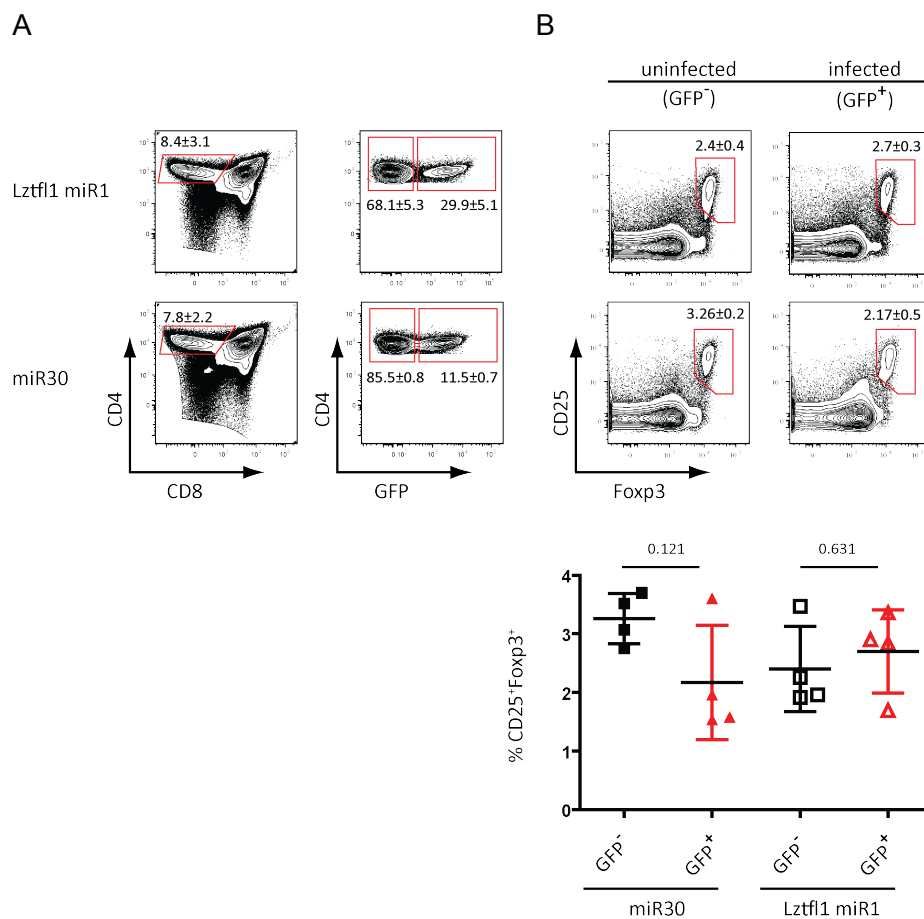 A
B
uninfected
(GFP⁻)
infected
(GFP⁺)
Lztfl1 miR1
8.4±3.1
68.1±5.3
29.9±5.1
2.4±0.4
2.7±0.3
miR30
7.8±2.2
85.5±0.8
11.5±0.7
3.26±0.2
2.17±0.5
CD4
CD8
CD4
GFP
CD25
Foxp3
0.121
0.631
% CD25⁺Foxp3⁺
4
3
2
1
0
GFP⁻
GFP⁺
GFP⁻
GFP⁺
miR30
Lztfl1 miR1